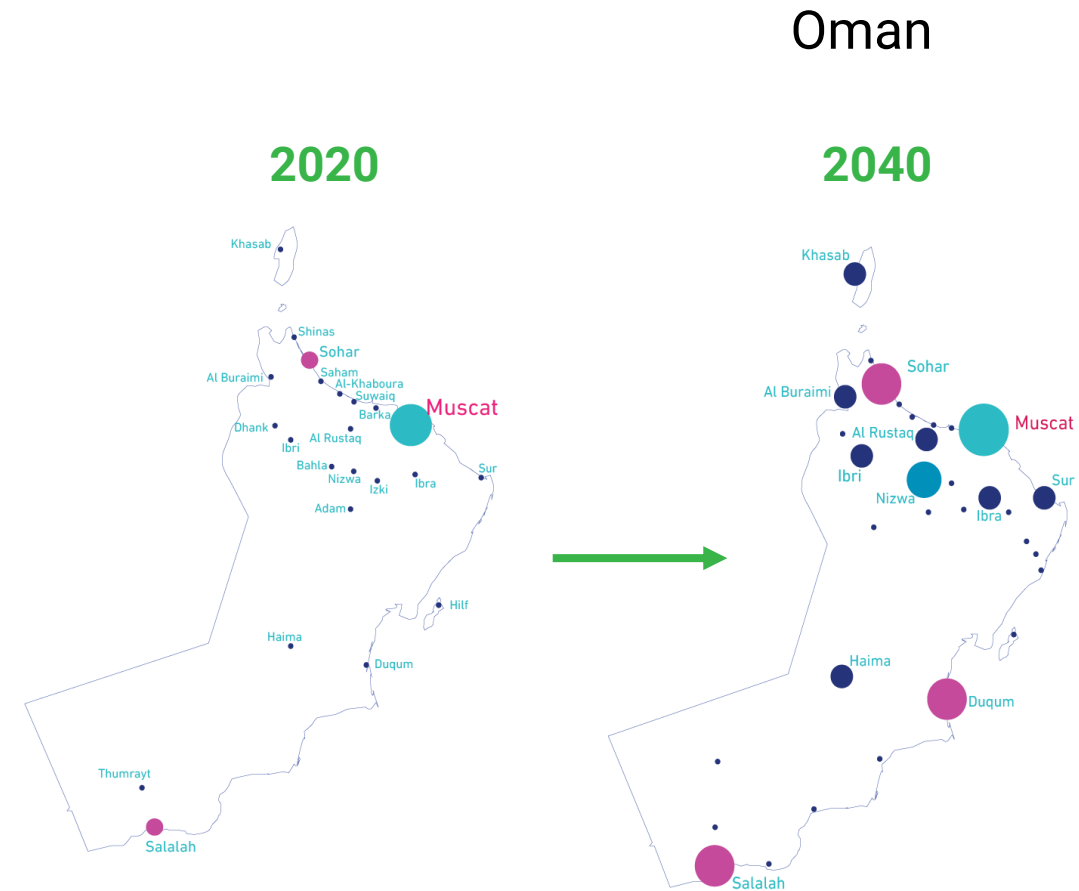 Oman
2020
2040
Khasab
Shinas
Sohar
Saham
Al Buraimi
Al-Khaboura
Suwaiq
Muscat
Barka
Dhank
Al Rustaq
Ibri
Bahla
Nizwa
Sur
Izki
Ibra
Adam
Hilf
Haima
Duqum
Thumrayt
Salalah
Khasab
Sohar
Al Buraimi
Muscat
Al Rustaq
Ibri
Sur
Nizwa
Ibra
Haima
Duqum
Salalah